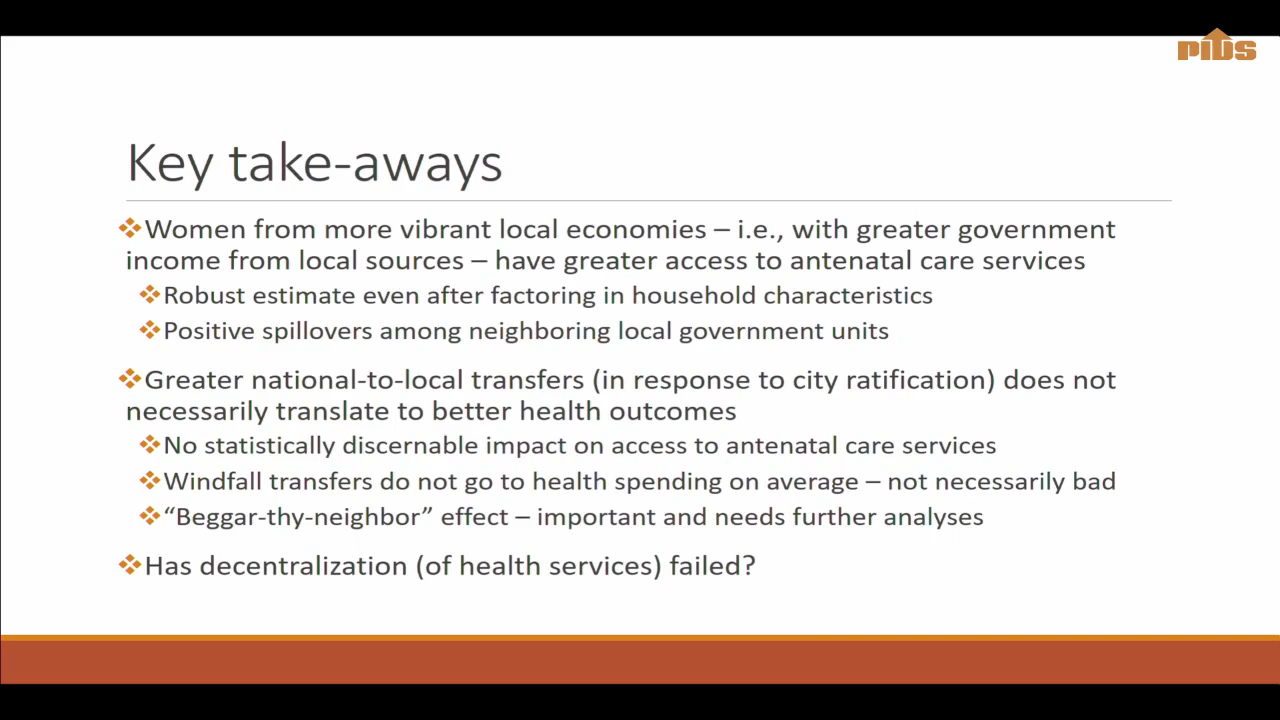 PIDS
Key take-aways
Women from more vibrant local economies – i.e., with greater government
income from local sources – have greater access to antenatal care services
Robust estimate even after factoring in household characteristics
Positive spillovers among neighboring local government units
Greater national-to-local transfers (in response to city ratification) does not
necessarily translate to better health outcomes
No statistically discernable impact on access to antenatal care services
Windfall transfers do not go to health spending on average – not necessarily bad
“Beggar-thy-neighbor” effect – important and needs further analyses
Has decentralization (of health services) failed?